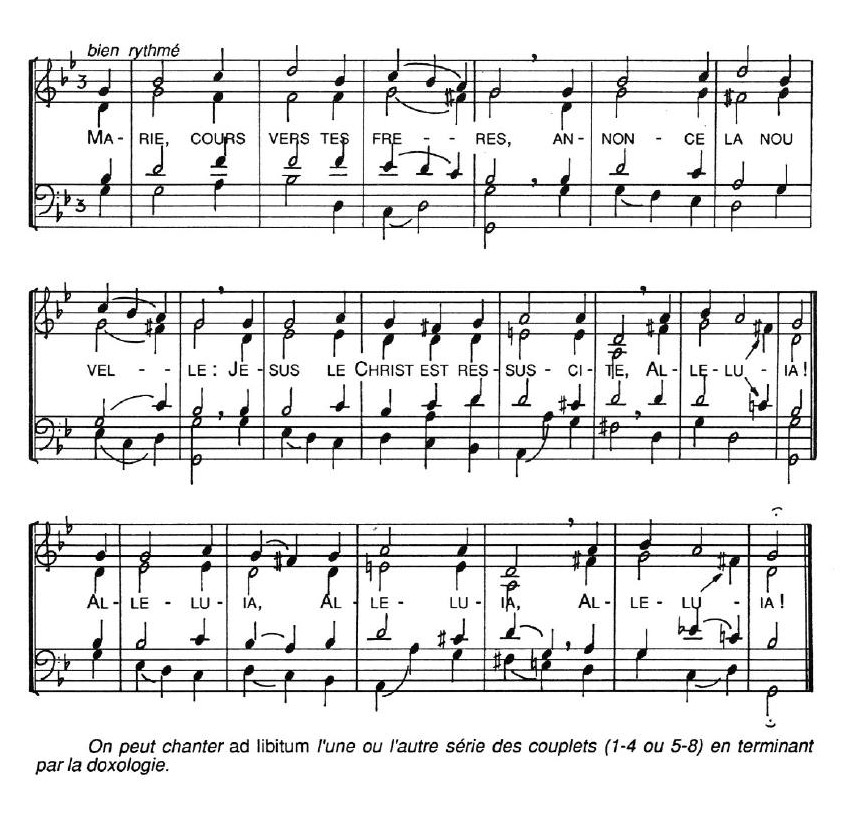 bien rythmé
3
MA- RIE, COURS VERS TES FRE - - RES, AN- NON - CE LA NOU
3
VEL - - LE : JE- SUS LE CHRIST EST RES- SUS - CI - TE, AL- LE - LU - IA !
AL- LE - LU - IA, AL- LE - LU - IA, AL- LE - LU - IA !
On peut chanter ad libitum l'une ou l'autre série des couplets (1-4 ou 5-8) en terminant
par la doxologie.